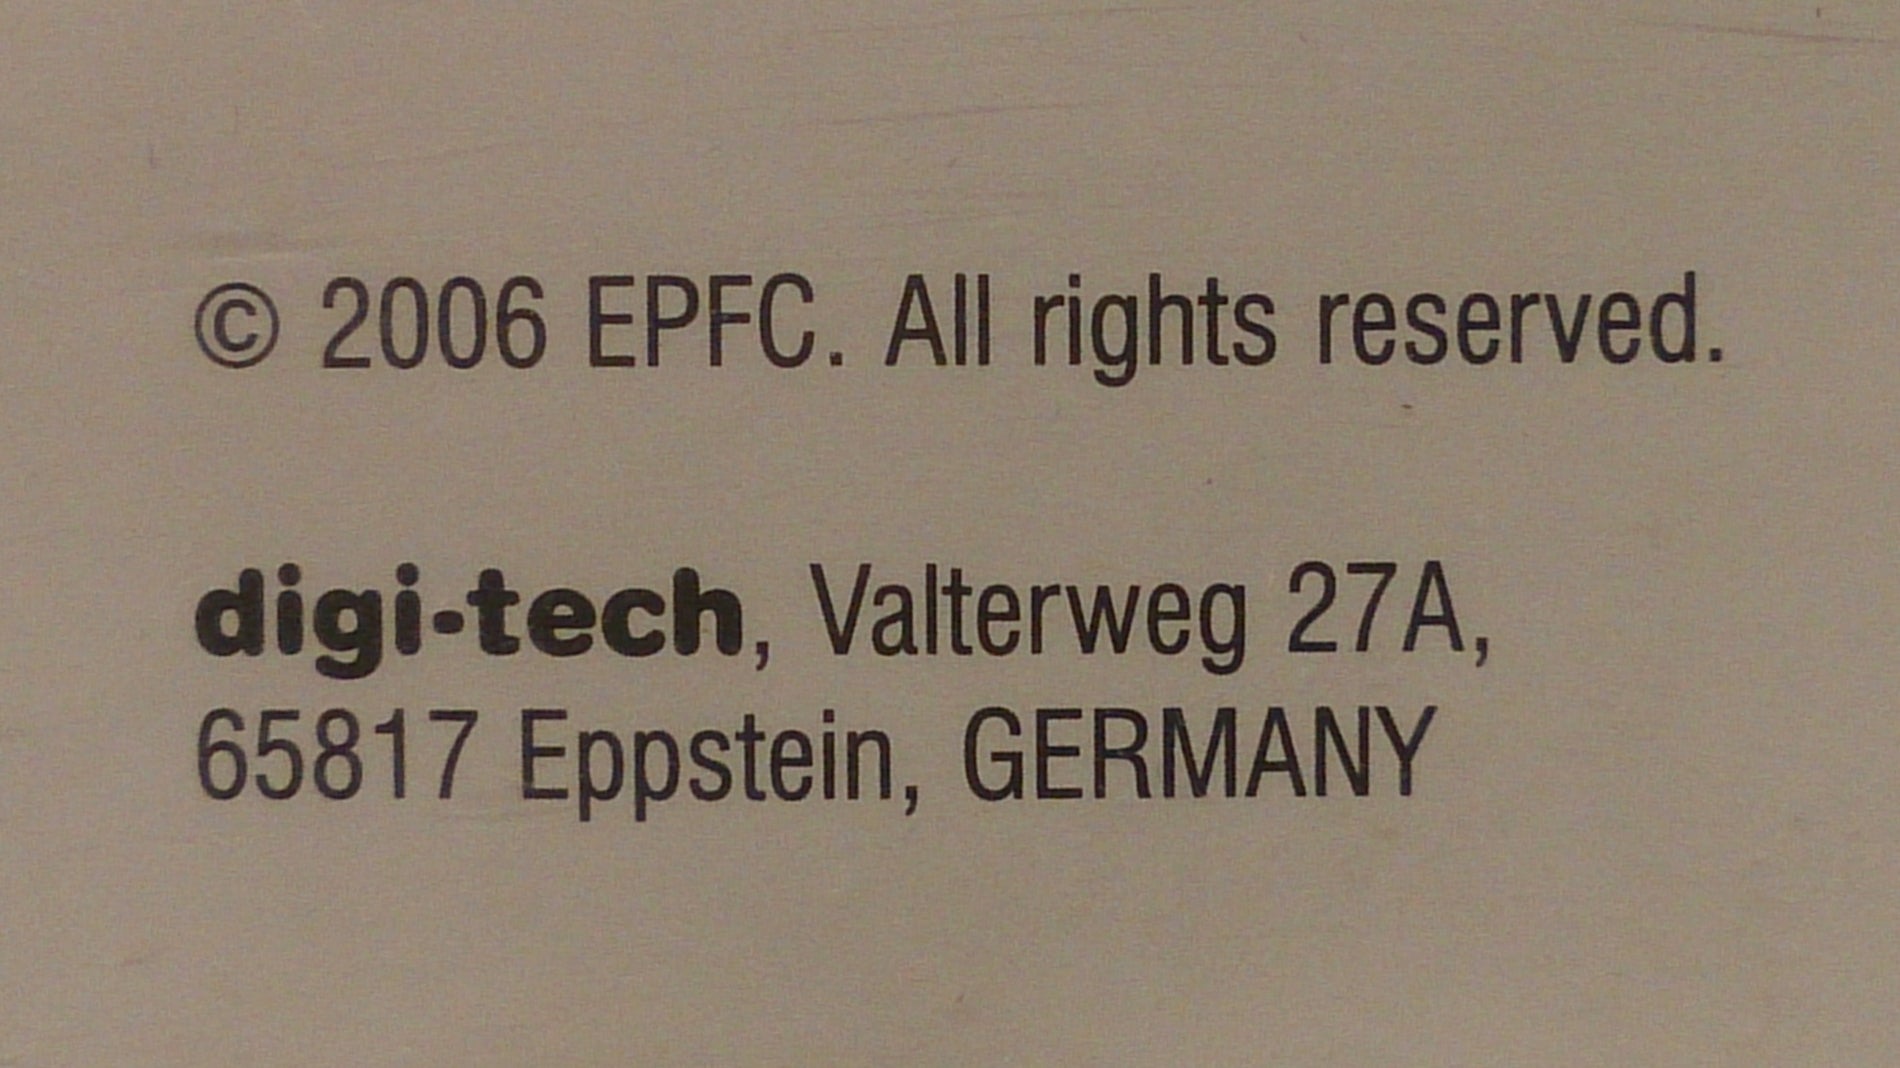 © 2006 EPFC. All rights reserved.
digi-tech, Valterweg 27A,
65817 Eppstein, GERMANY